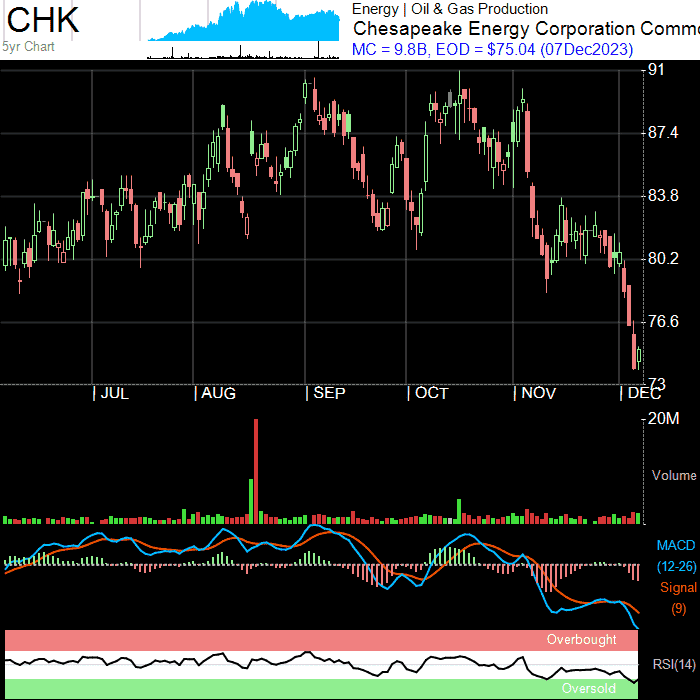 CHK
5yr Chart
Energy | Oil & Gas Production
Chesapeake Energy Corporation Commo
MC = 9.8B, EOD = $75.04 (07Dec2023)
91
87.4
83.8
80.2
76.6
73
| JUL | AUG | SEP | OCT | NOV | DEC
20M
Volume
MACD
(12-26)
Signal
(9)
Overbought
RSI(14)
Oversold